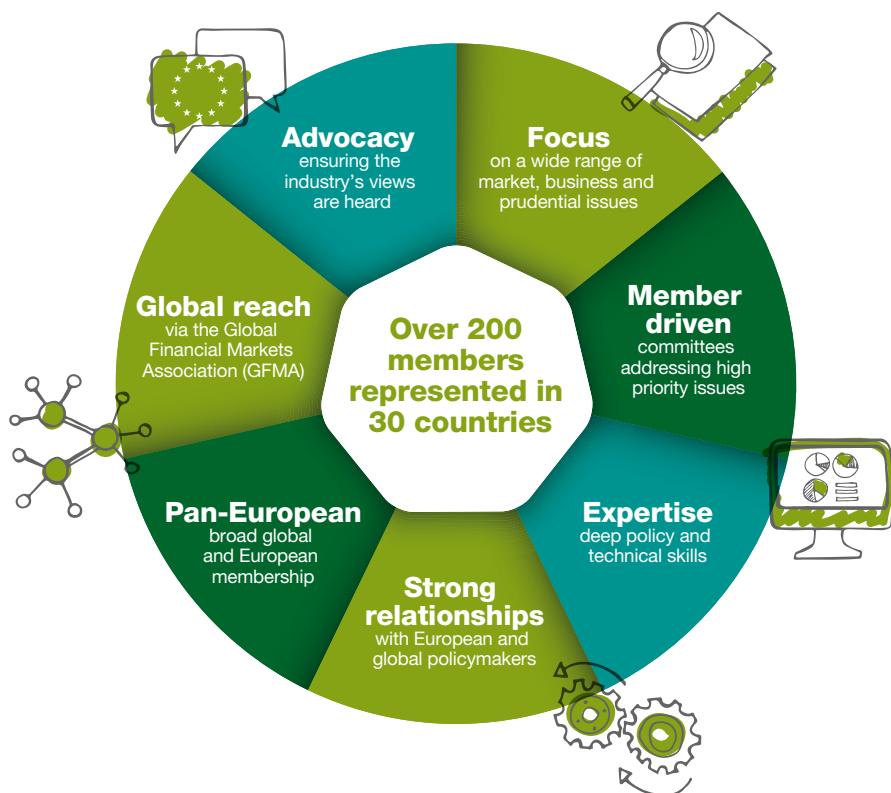 Advocacy
ensuring the
industry's views
are heard
Focus
on a wide range of
market, business and
prudential issues
Member
driven
committees
addressing high
priority issues
Expertise
deep policy and
technical skills
Strong
relationships
with European and
global policymakers
Pan-European
broad global
and European
membership
Global reach
via the Global
Financial Markets
Association (GFMA)
Over 200
members
represented in
30 countries